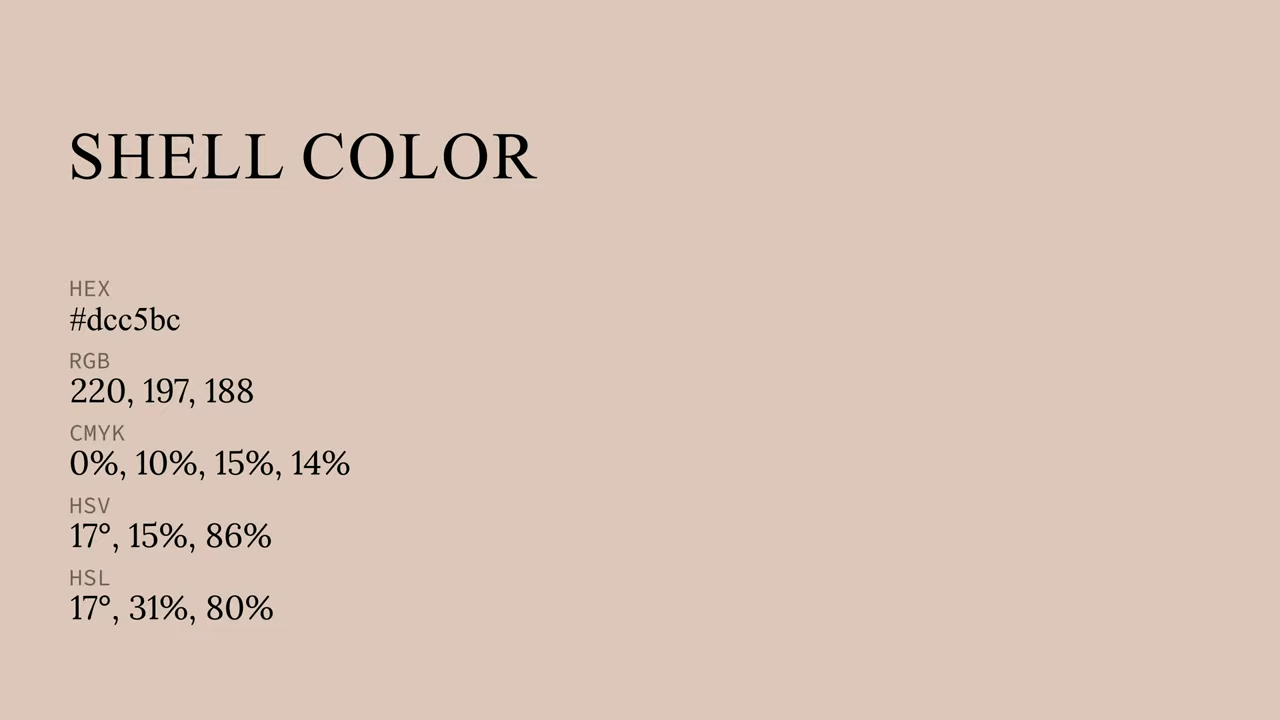 SHELL COLOR
HEX
#dcc5bc
RGB
220, 197, 188
CMYK
0%, 10%, 15%, 14%
HSV
17°, 15%, 86%
HSL
17°, 31%, 80%